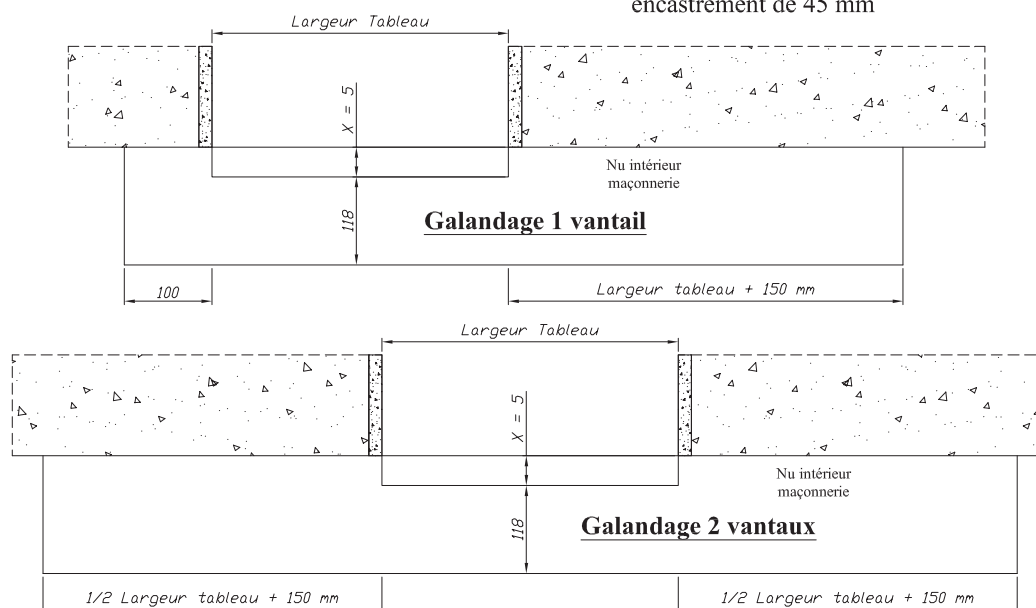 encastrement de 45 mm
Largeur Tableau
X = 5
Nu intérieur
maçonnerie
118
Galandage 1 vantail
100
Largeur tableau + 150 mm
Largeur Tableau
X = 5
Nu intérieur
maçonnerie
118
Galandage 2 vantaux
1/2 Largeur tableau + 150 mm
1/2 Largeur tableau + 150 mm